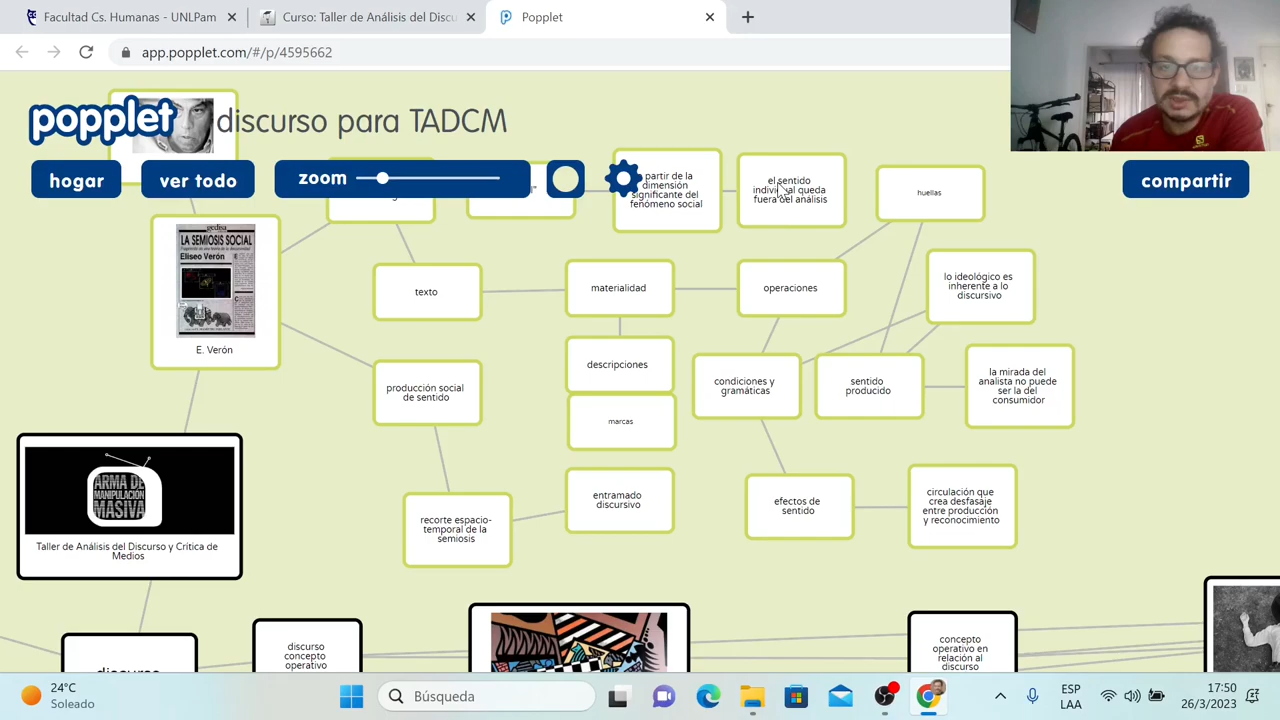 Facultad Cs. Humanas - UNLPam
Curso: Taller de Análisis del Discu
Popplet
app.popplet.com/#/p/4595662
popplet
discurso para TADCM
hogar
ver todo
zoom
compartir
partir de la
dimensión
significante del
fenómeno social
el sentido
individual queda
fuera del análisis
huellas
gedisa
LA SEMIOSIS SOCIAL
Eliseo Verón
E. Verón
texto
materialidad
operaciones
lo ideológico es
inherente a lo
discursivo
producción social
de sentido
descripciones
marcas
condiciones y
gramáticas
sentido
producido
la mirada del
analista no puede
ser la del
consumidor
ARMA DE
MANIPULACIÓN
MASIVA
Taller de Análisis del Discurso y Crítica de
Medios
recorte espacio-
temporal de la
semiosis
entramado
discursivo
efectos de
sentido
circulación que
crea desfasaje
entre producción
y reconocimiento
discurso
discurso
concepto
operativo
concepto
operativo en
relación al
discurso
24°C
Soleado
Búsqueda
ESP
LAA
17:50
26/3/2023